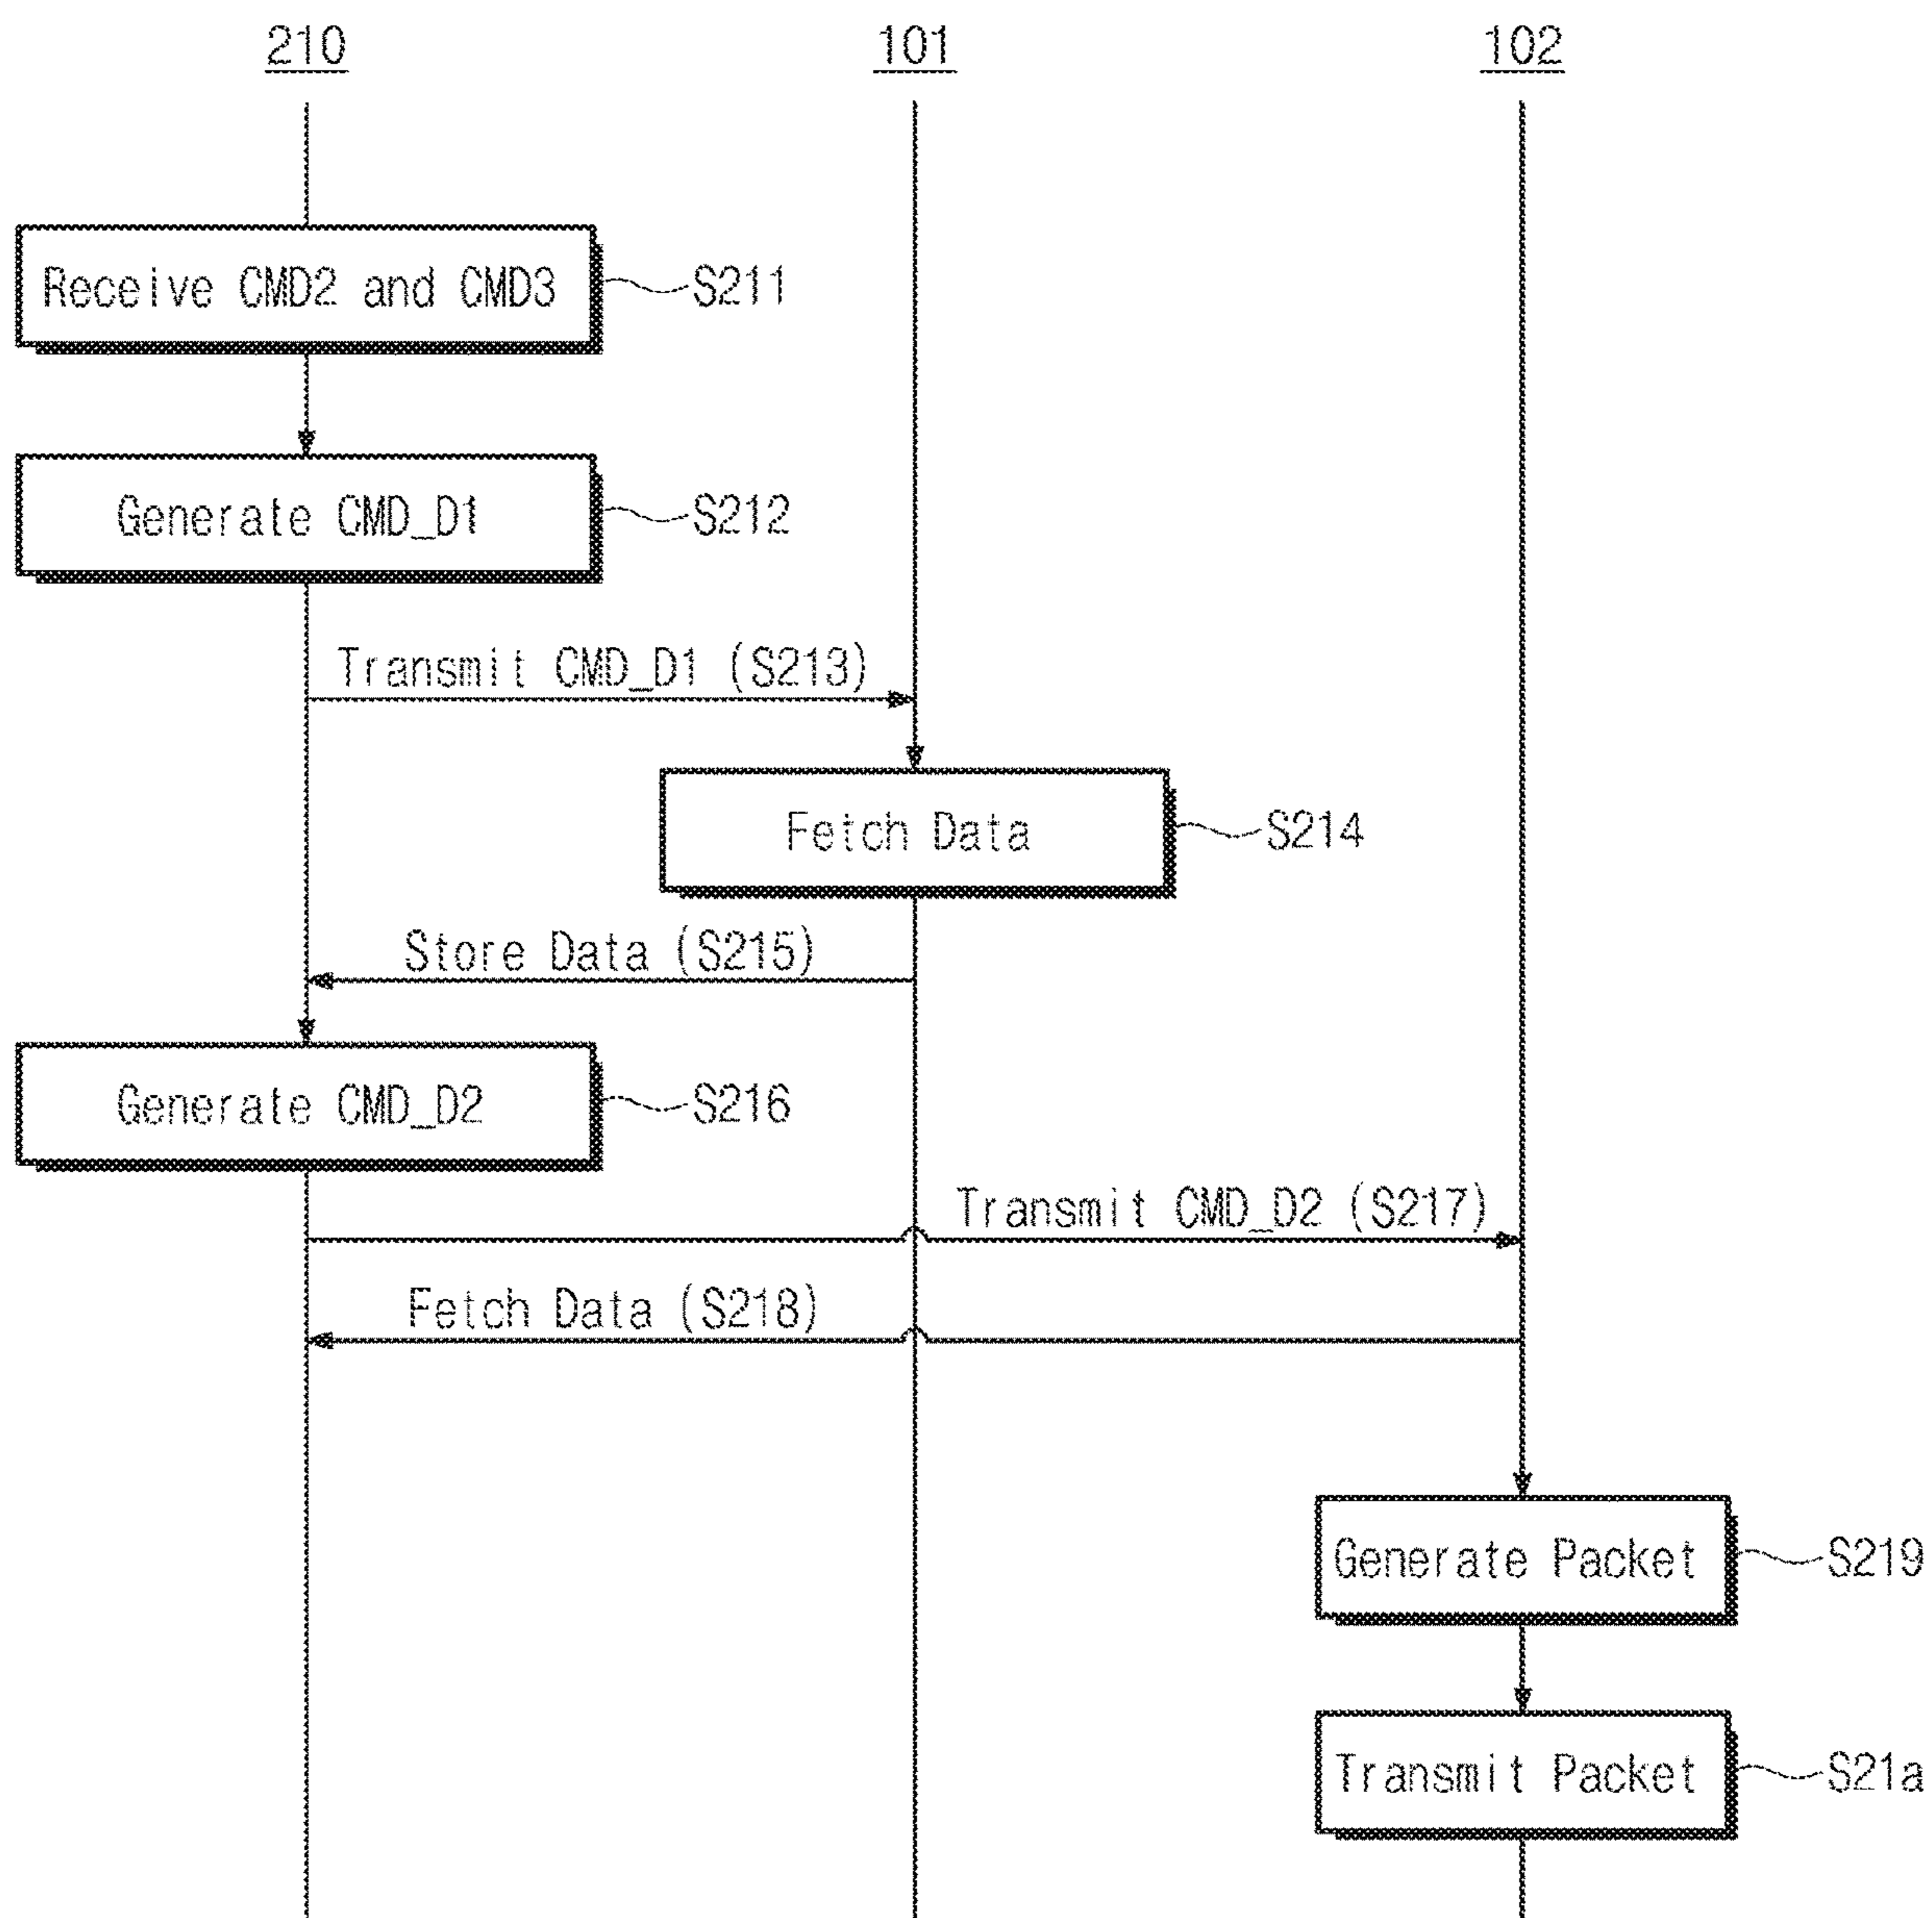 210 101 102
Receive CMD2 and CMD3 S211
Generate CMD_D1 S212
Transmit CMD_D1 (S213)
Fetch Data S214
Store Data (S215)
Generate CMD_D2 S216
Transmit CMD_D2 (S217)
Fetch Data (S218)
Generate Packet S219
Transmit Packet S21a